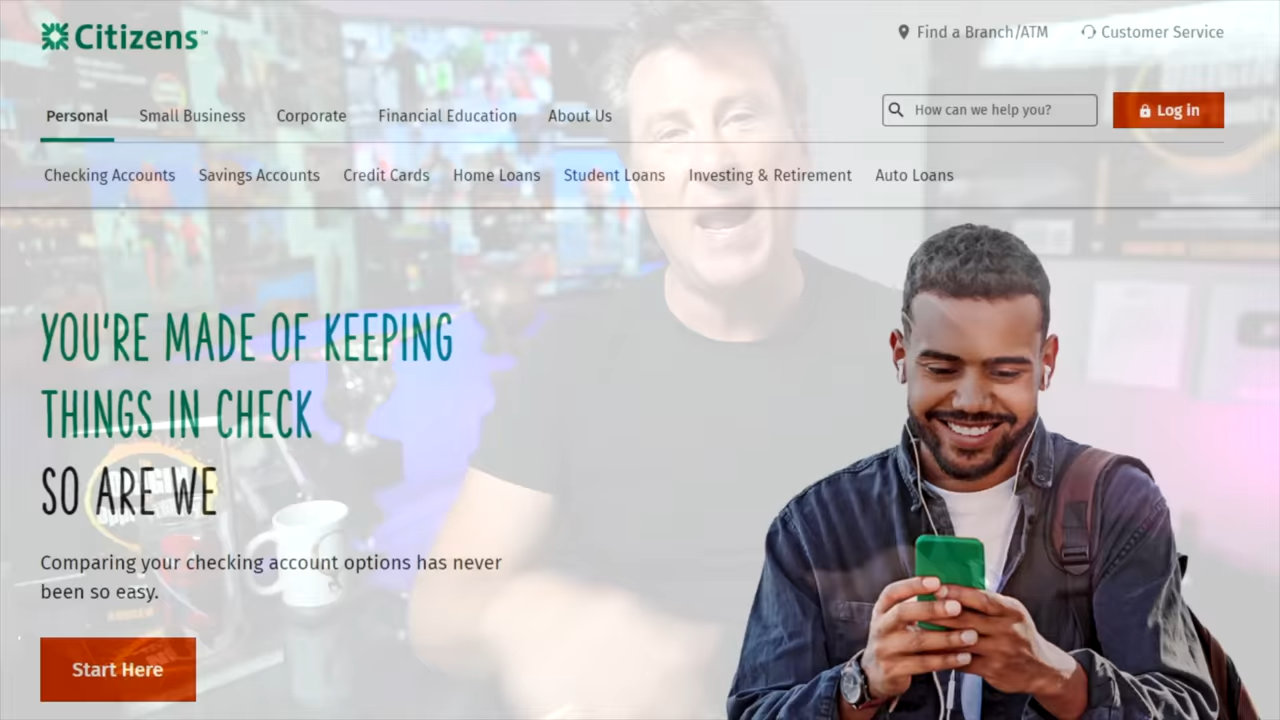 Citizens™
Find a Branch/ATM
Customer Service
Personal
Small Business
Corporate
Financial Education
About Us
How can we help you?
Log in
Checking Accounts
Savings Accounts
Credit Cards
Home Loans
Student Loans
Investing & Retirement
Auto Loans
YOU'RE MADE OF KEEPING
THINGS IN CHECK
SO ARE WE
Comparing your checking account options has never
been so easy.
Start Here